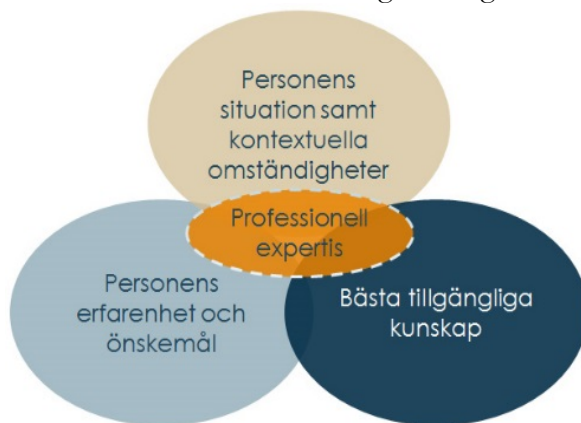 Personens
situation samt
kontextuella
omständigheter
Professionell
expertis
Personens
erfarenhet och
önskemål
Bästa tillgängliga
kunskap